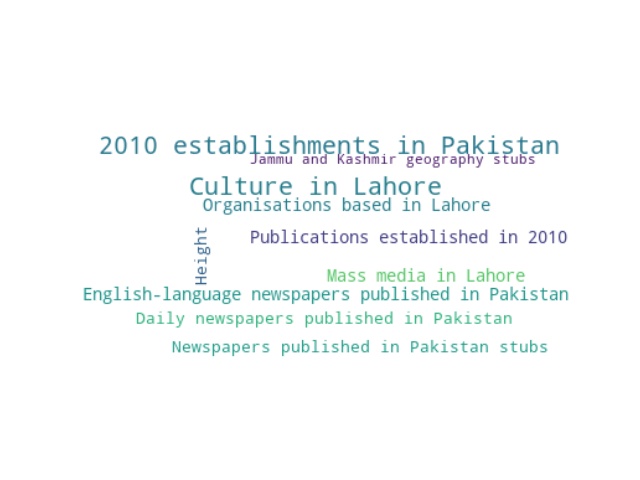 2010 establishments in Pakistan
Jammu and Kashmir geography stubs
Culture in Lahore
Organisations based in Lahore
Height
Publications established in 2010
Mass media in Lahore
English-language newspapers published in Pakistan
Daily newspapers published in Pakistan
Newspapers published in Pakistan stubs